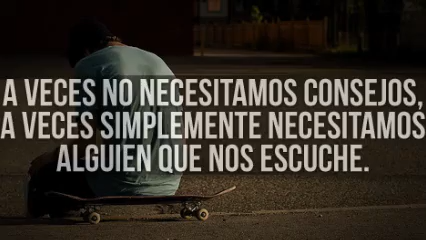 A VECES NO NECESITAMOS CONSEJOS,
A VECES SIMPLEMENTE NECESITAMOS
ALGUIEN QUE NOS ESCUCHE.